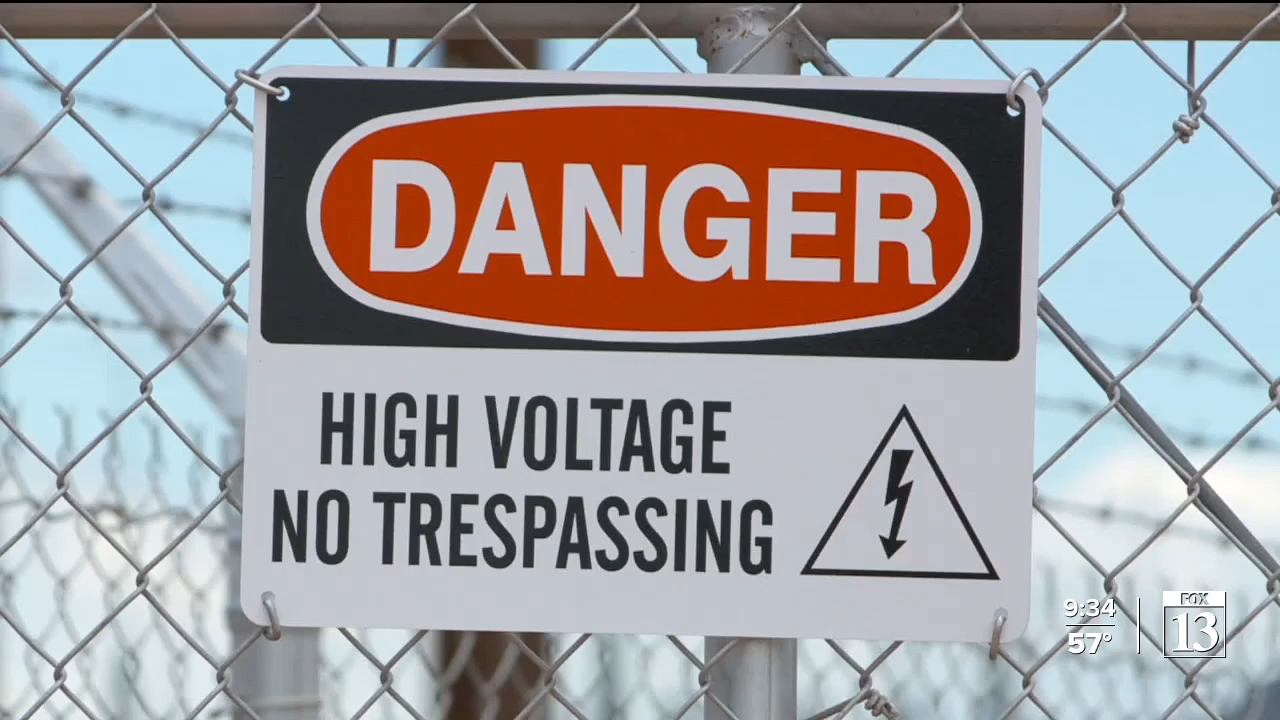 DANGER
HIGH VOLTAGE
NO TRESPASSING
9:34
57°
FOX
13